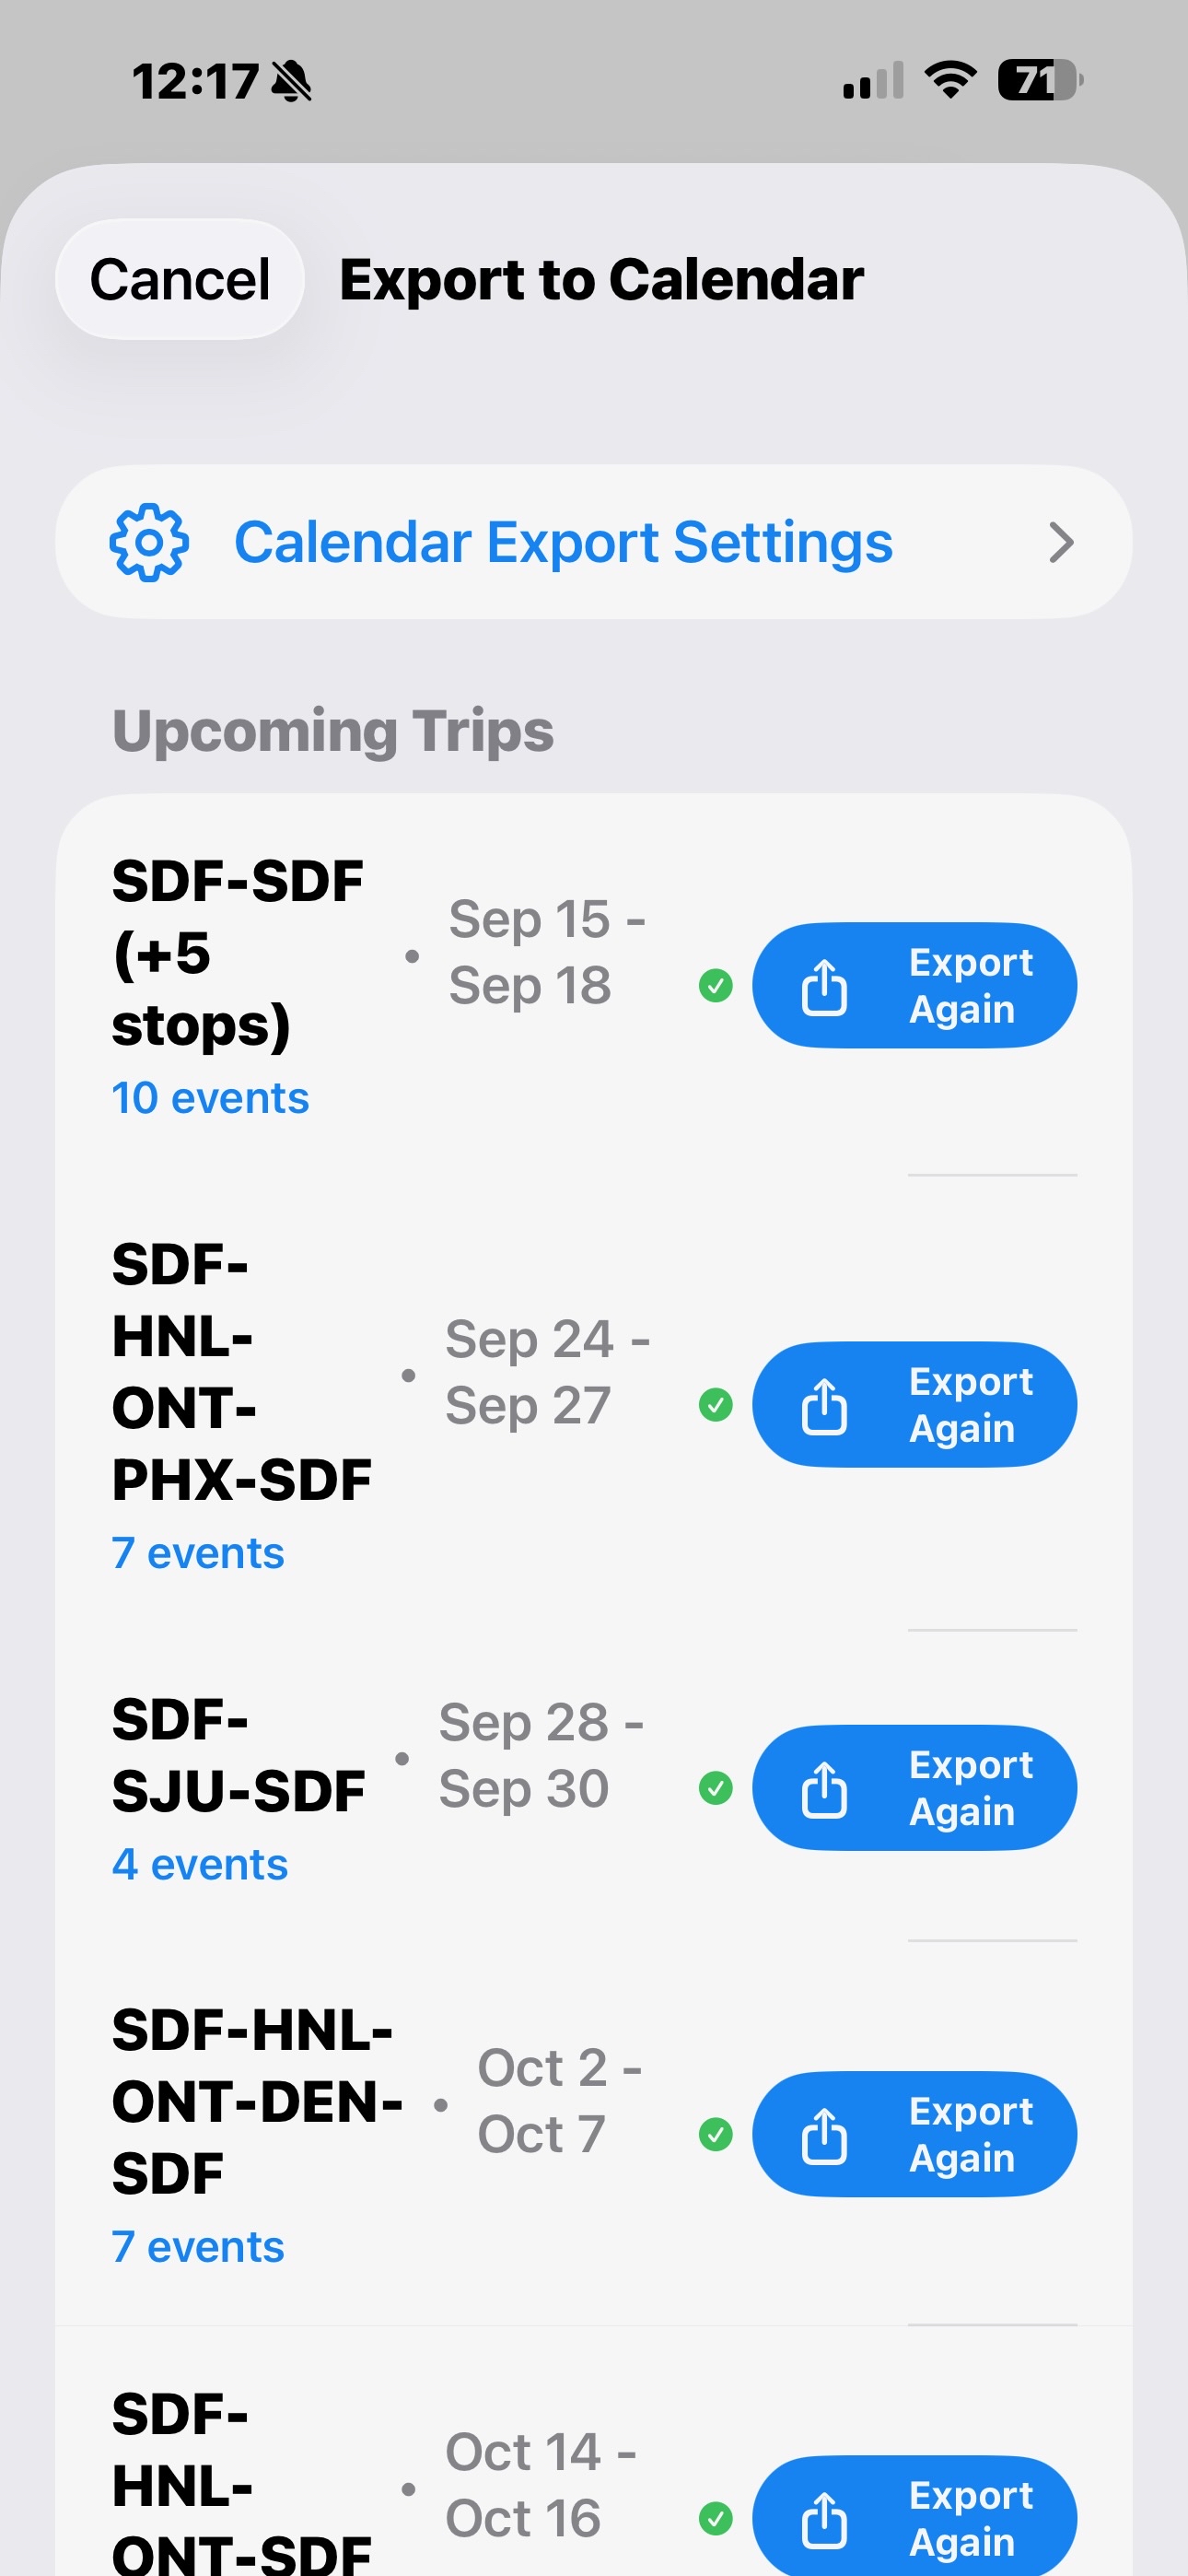 12:17
71
Cancel
Export to Calendar
Calendar Export Settings
Upcoming Trips
SDF-SDF
(+5
stops)
10 events
•
Sep 15 -
Sep 18
Export
Again
SDF-
HNL-
ONT-
PHX-SDF
7 events
•
Sep 24 -
Sep 27
Export
Again
SDF-
SJU-SDF
4 events
•
Sep 28 -
Sep 30
Export
Again
SDF-HNL-
ONT-DEN-
SDF
7 events
•
Oct 2 -
Oct 7
Export
Again
SDF-
HNL-
ONT-SDF
•
Oct 14 -
Oct 16
Export
Again